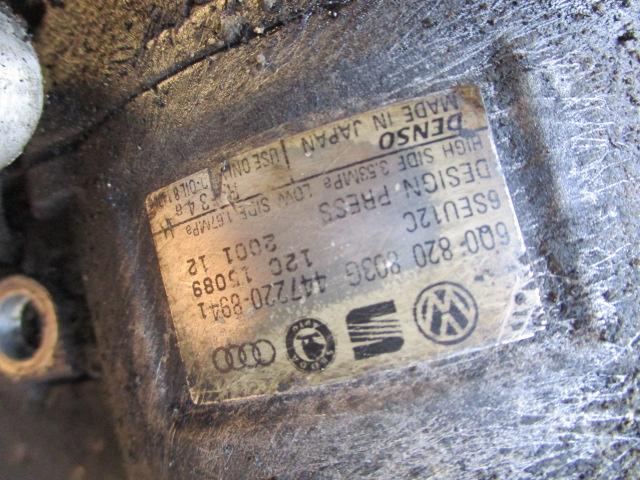 6Q0 820 803G 447220-8941
6SEU12C 12C 15089
2001 12
DESIGN PRESS
HIGH SIDE 3.53MPa LOW SIDE 1.67MPa
DENSO
MADE IN JAPAN USE ONLY